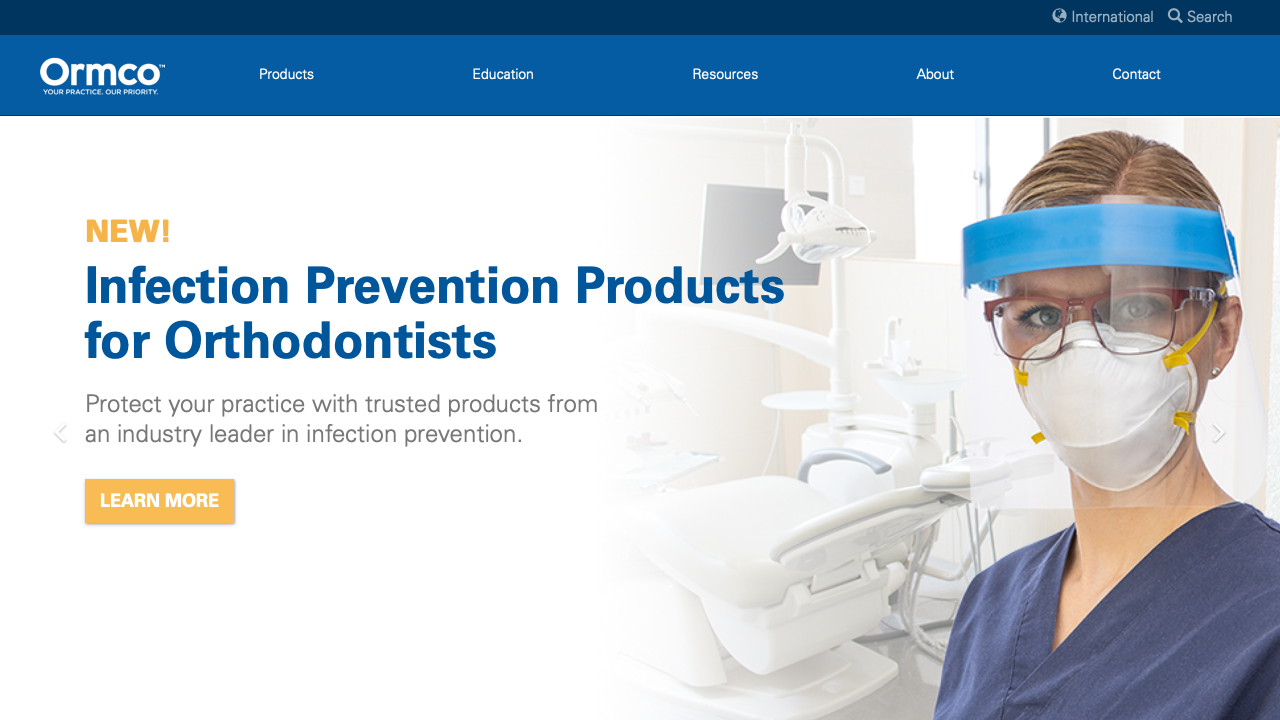 International Search
Ormco™
YOUR PRACTICE. OUR PRIORITY.
Products Education Resources About Contact
NEW!
Infection Prevention Products
for Orthodontists
Protect your practice with trusted products from
an industry leader in infection prevention.
LEARN MORE